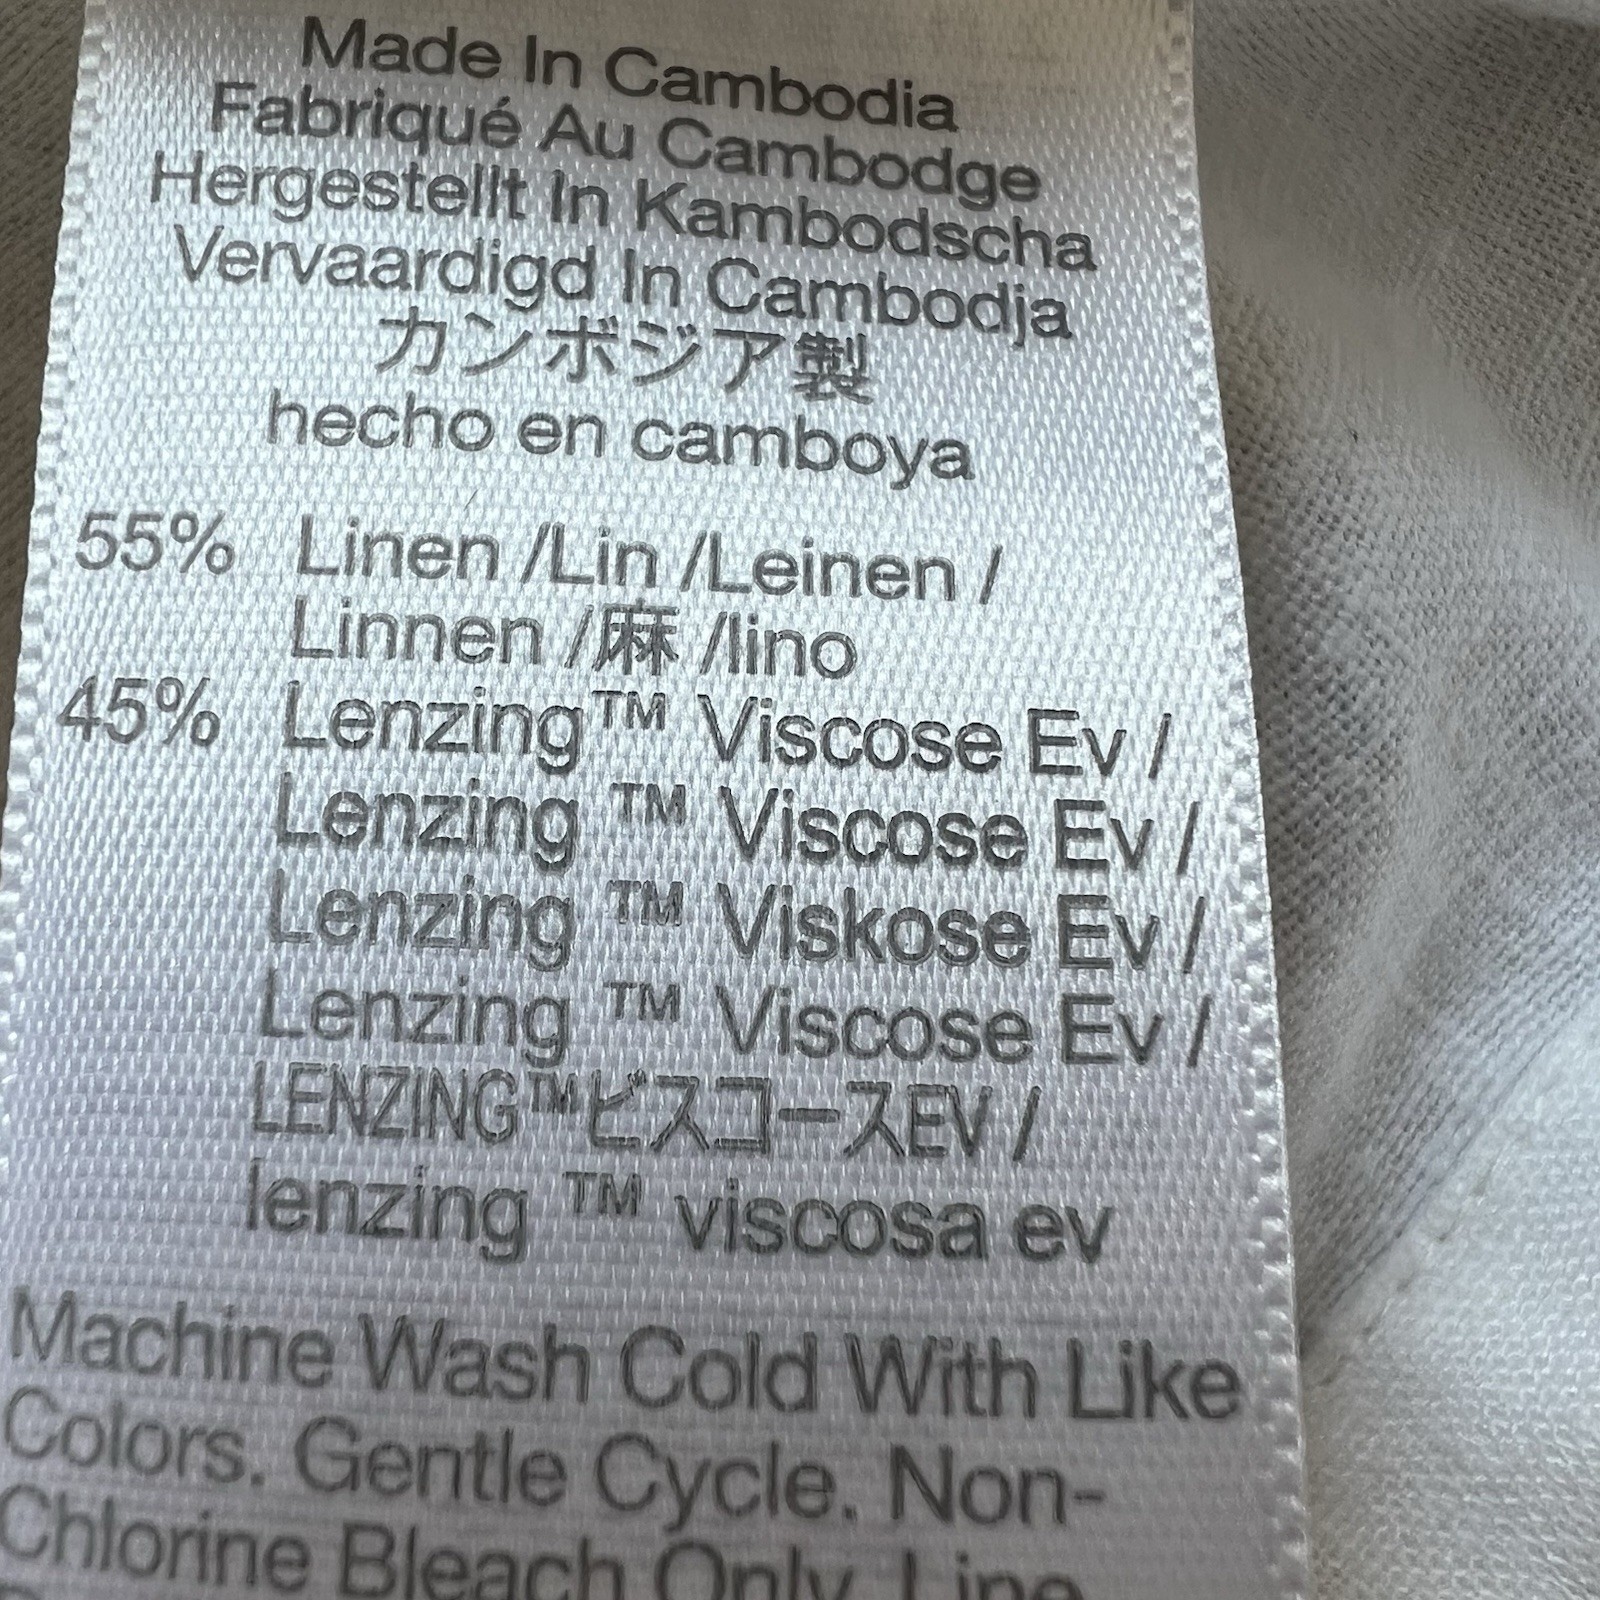 Made In Cambodia
Fabriqué Au Cambodge
Hergestellt In Kambodscha
Vervaardigd In Cambodja
カンボジア製
hecho en camboya
55% Linen /Lin /Leinen /
Linnen /麻 /lino
45% Lenzing™ Viscose Ev /
Lenzing ™ Viscose Ev /
Lenzing ™ Viskose Ev /
Lenzing ™ Viscose Ev /
LENZING™ビスコースEV /
lenzing ™ viscosa ev
Machine Wash Cold With Like
Colors. Gentle Cycle. Non-
Chlorine Bleach Only. Line